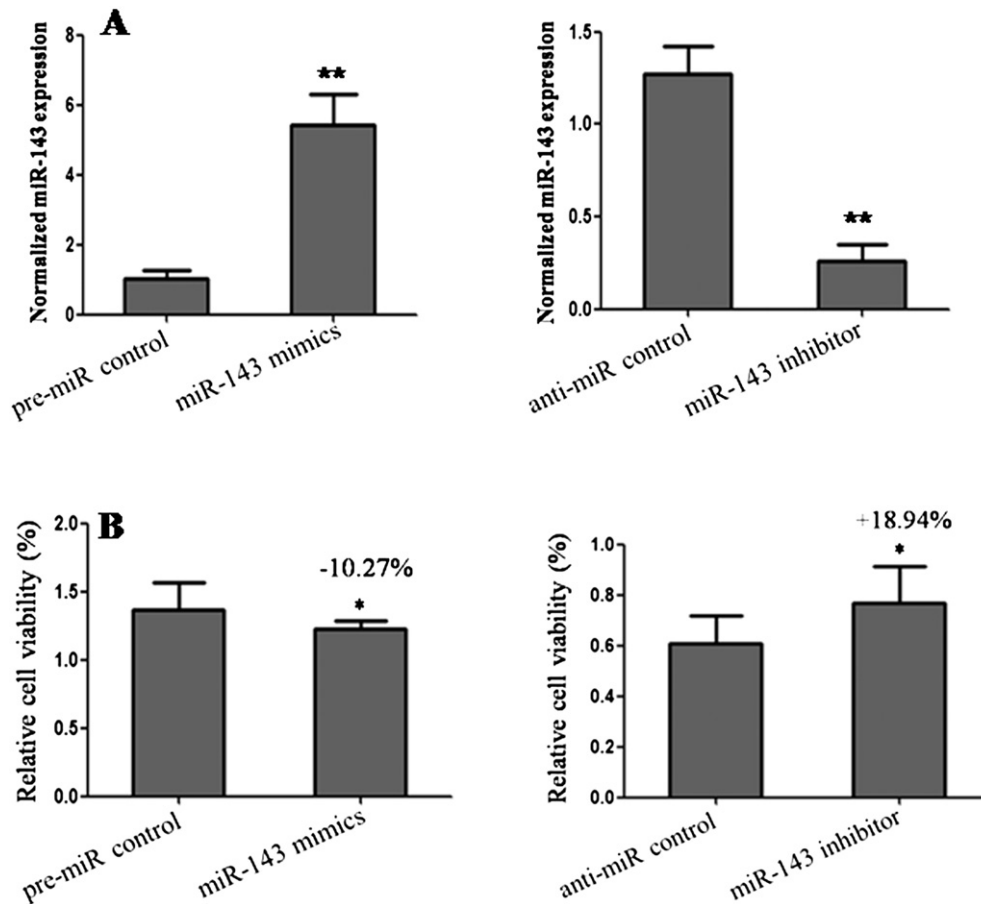 A
Normalized miR-143 expression
8
6
4
2
0
**
pre-miR control
miR-143 mimics
Normalized miR-143 expression
1.5
1.0
0.5
0.0
**
anti-miR control
miR-143 inhibitor
B
Relative cell viability (%)
2.0
1.5
1.0
0.5
0.0
-10.27%
*
pre-miR control
miR-143 mimics
Relative cell viability (%)
1.0
0.8
0.6
0.4
0.2
0.0
+18.94%
*
anti-miR control
miR-143 inhibitor